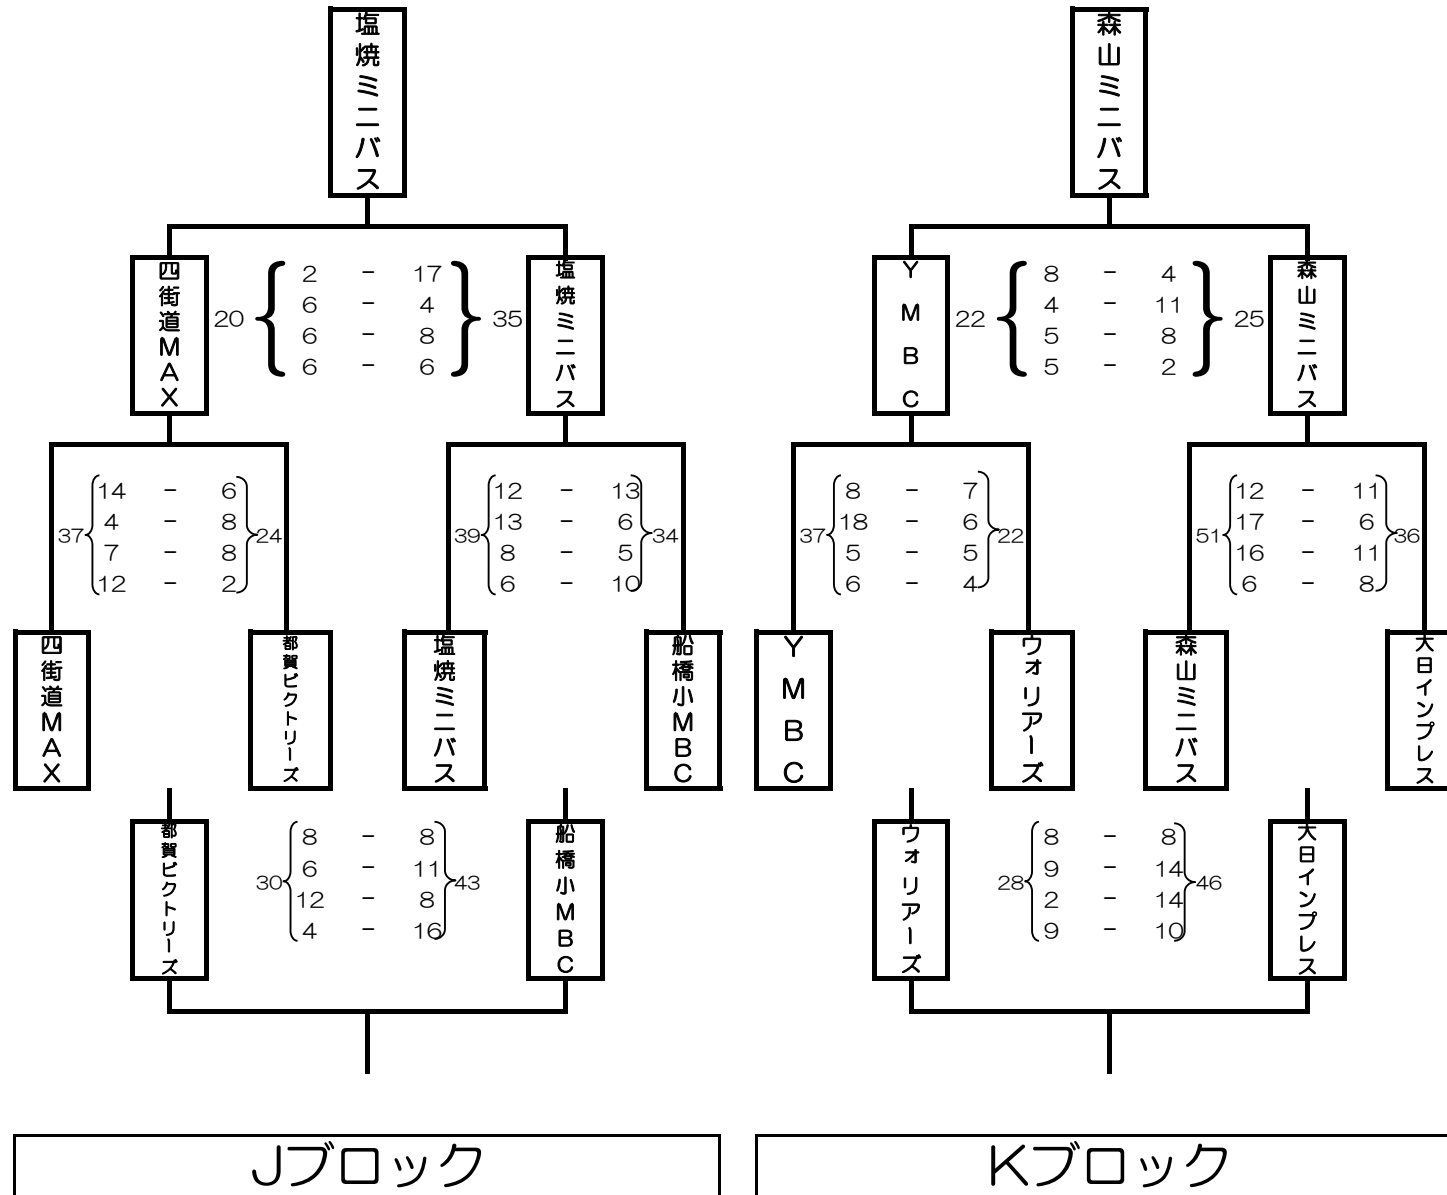 塩焼ミニバス
森山ミニバス
四街道MAX
20 { 2 - 17 } 35
6 - 4
6 - 8
6 - 6
塩焼ミニバス
YMBC
22 { 8 - 4 } 25
4 - 11
5 - 8
5 - 2
森山ミニバス
37 { 14 - 6 } 24
4 - 8
7 - 8
12 - 2
39 { 12 - 13 } 34
13 - 6
8 - 5
6 - 10
37 { 8 - 7 } 22
18 - 6
5 - 5
6 - 4
51 { 12 - 11 } 36
17 - 6
16 - 11
6 - 8
四街道MAX
都賀ビクトリーズ
塩焼ミニバス
船橋小MBC
YMBC
ウォリアーズ
森山ミニバス
大日インプレス
都賀ビクトリーズ
30 { 8 - 8 } 43
6 - 11
12 - 8
4 - 16
船橋小MBC
ウォリアーズ
28 { 8 - 8 } 46
9 - 14
2 - 14
9 - 10
大日インプレス
Jブロック
Kブロック